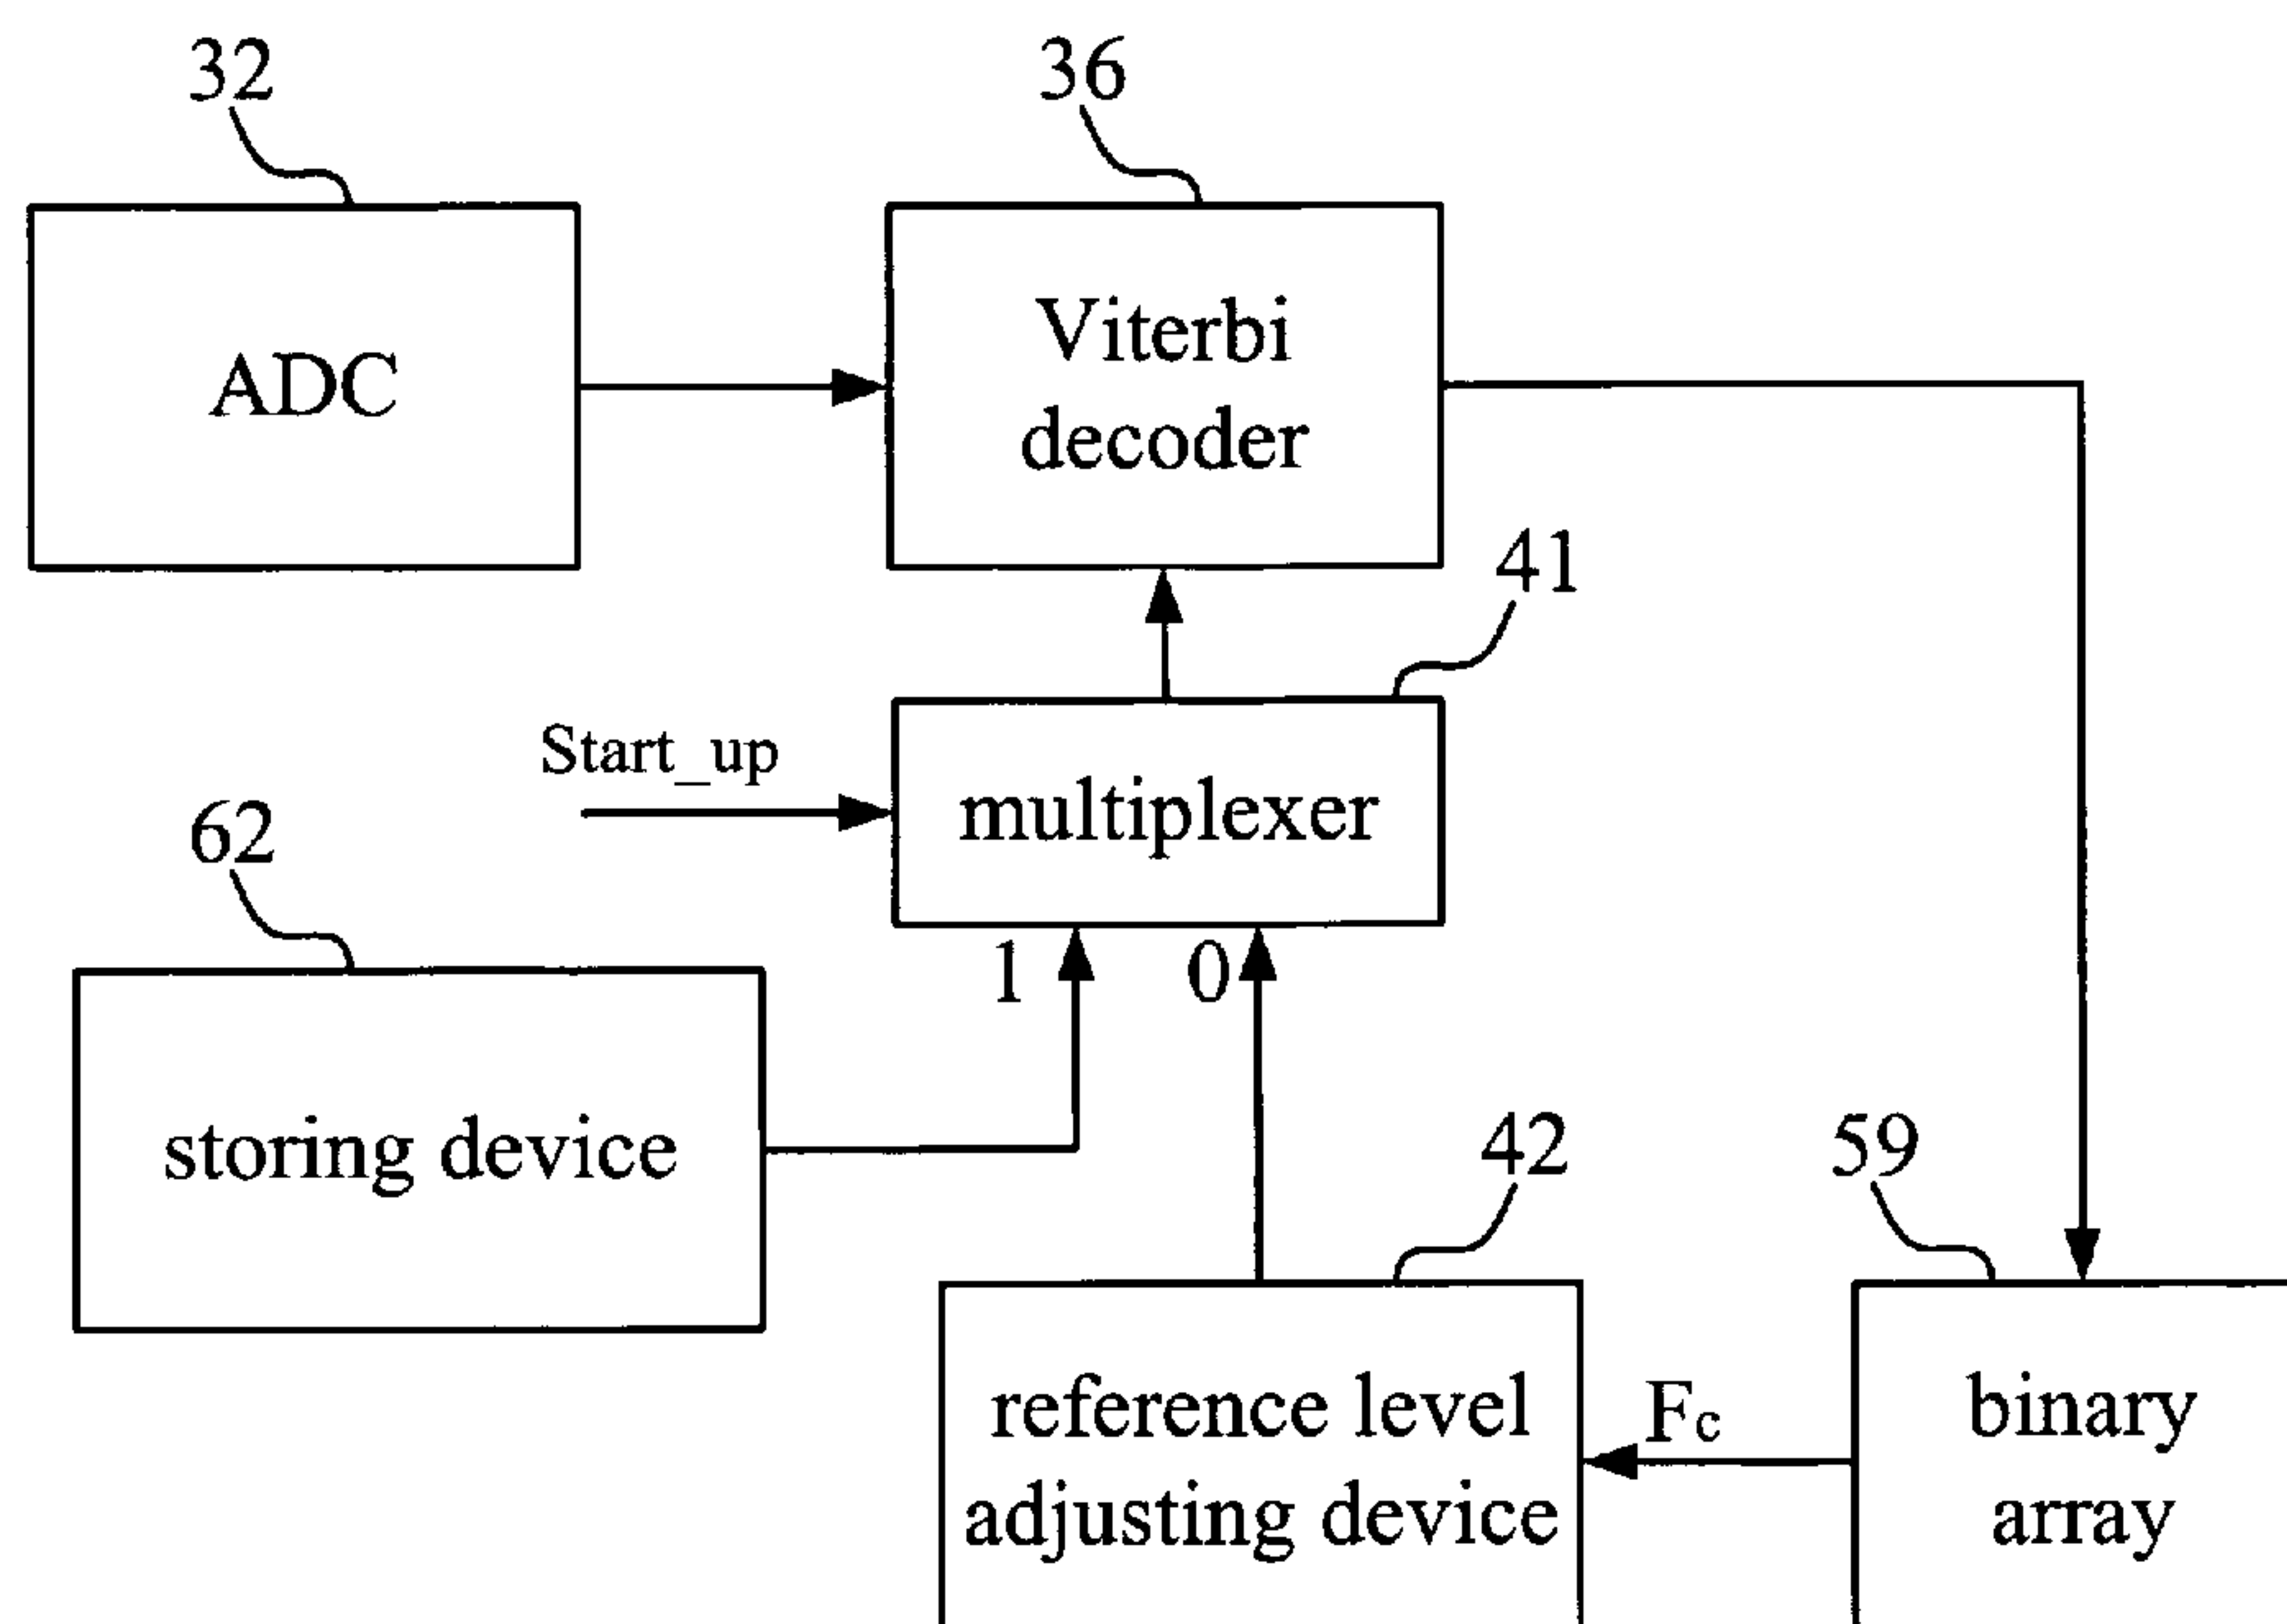 32
36
ADC
Viterbi
decoder
41
Start_up
multiplexer
62
1
0
storing device
42
59
reference level
adjusting device
Fc
binary
array